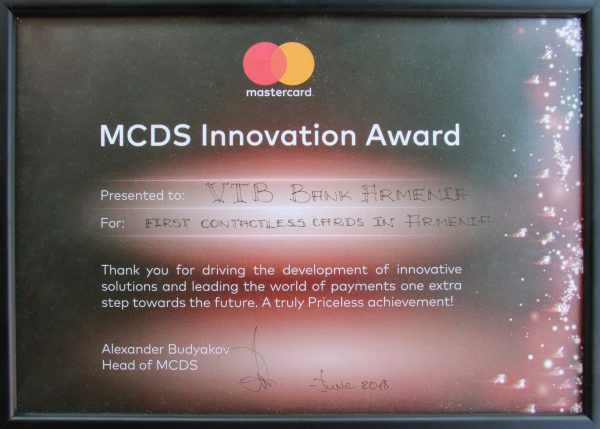 mastercard
MCDS Innovation Award
Presented to: VTB BANK ARMENIA
For: FIRST CONTACTLESS CARDS IN ARMENIA
Thank you for driving the development of innovative
solutions and leading the world of payments one extra
step towards the future. A truly Priceless achievement!
Alexander Budyakov
Head of MCDS
June 2018